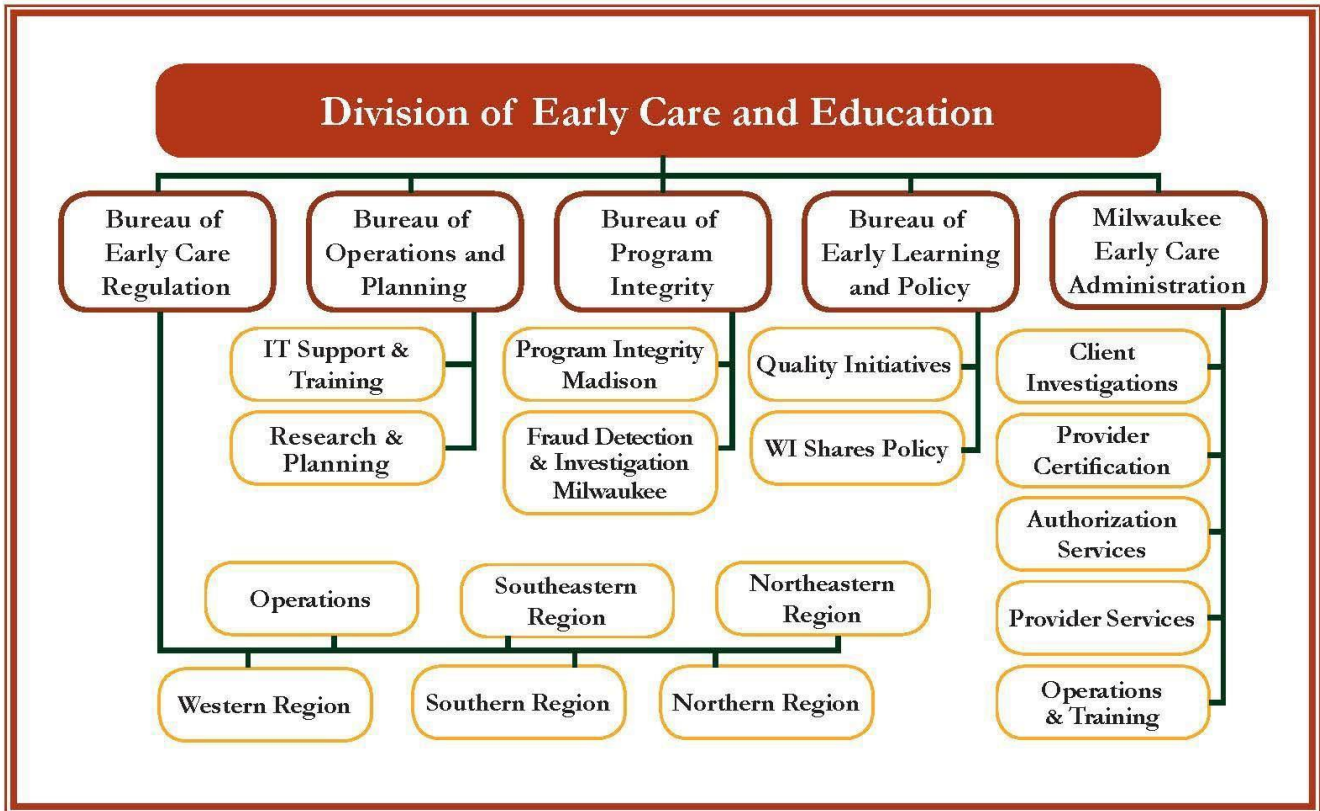 Division of Early Care and Education
Bureau of
Early Care
Regulation
Bureau of
Operations and
Planning
Bureau of
Program
Integrity
Bureau of
Early Learning
and Policy
Milwaukee
Early Care
Administration
IT Support &
Training
Research &
Planning
Program Integrity
Madison
Fraud Detection
& Investigation
Milwaukee
Quality Initiatives
WI Shares Policy
Client
Investigations
Provider
Certification
Authorization
Services
Provider Services
Operations
& Training
Operations
Southeastern
Region
Northeastern
Region
Western Region
Southern Region
Northern Region